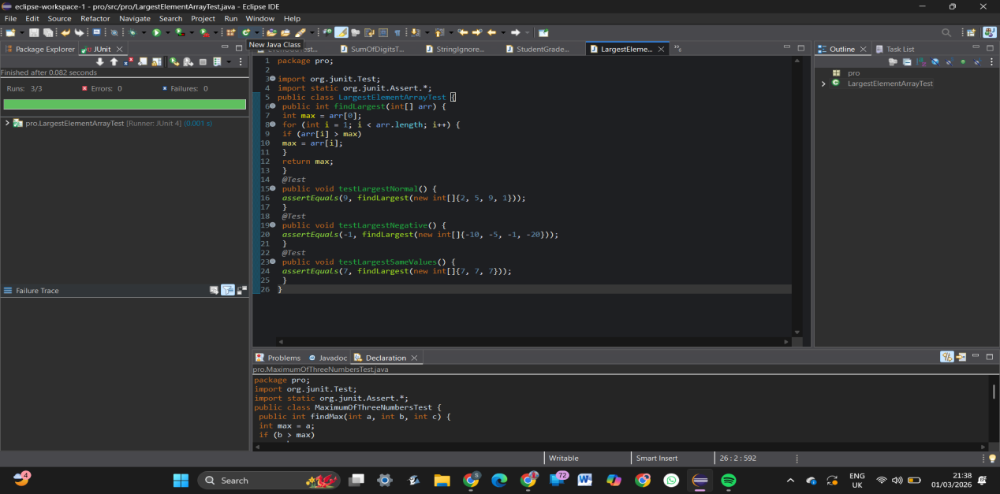 eclipse-workspace-1 - pro/src/pro/LargestElementArrayTest.java - Eclipse IDE
File Edit Source Refactor Navigate Search Project Run Window Help
New Java Class
Package Explorer JUnit
SumOfDigitsT... StringIgnore... StudentGrade... LargestEleme...
Outline Task List
Finished after 0.082 seconds
Runs: 3/3 Errors: 0 Failures: 0
pro.LargestElementArrayTest [Runner: JUnit 4] (0.001 s)
Failure Trace
1 package pro;
2
3 import org.junit.Test;
4 import static org.junit.Assert.*;
5 public class LargestElementArrayTest {
6 public int findLargest(int[] arr) {
7 int max = arr[0];
8 for (int i = 1; i < arr.length; i++) {
9 if (arr[i] > max)
10 max = arr[i];
11 }
12 return max;
13 }
14 @Test
15 public void testLargestNormal() {
16 assertEquals(9, findLargest(new int[]{2, 5, 9, 1}));
17 }
18 @Test
19 public void testLargestNegative() {
20 assertEquals(-1, findLargest(new int[]{-10, -5, -1, -20}));
21 }
22 @Test
23 public void testLargestSameValues() {
24 assertEquals(7, findLargest(new int[]{7, 7, 7}));
25 }
26 }
pro
LargestElementArrayTest
Problems Javadoc Declaration
pro.MaximumOfThreeNumbersTest.java
package pro;
import org.junit.Test;
import static org.junit.Assert.*;
public class MaximumOfThreeNumbersTest {
public int findMax(int a, int b, int c) {
int max = a;
if (b > max)
Writable Smart Insert 26 : 2 : 592
4
Search
72
ENG
UK
21:38
01/03/2026